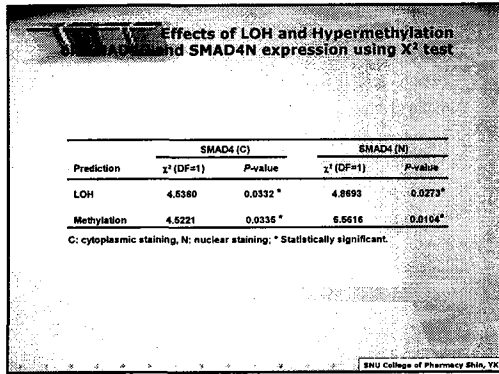 Effects of LOH and Hypermethylation
and SMAD4N expression using X² test
SMAD4 (C) SMAD4 (N)
Prediction χ² (DF=1) P-value χ² (DF=1) P-value
LOH 4.5360 0.0332 * 4.8693 0.0273*
Methylation 4.5221 0.0335 * 6.5616 0.0104*
C: cytoplasmic staining, N: nuclear staining; * Statistically significant.
SNU College of Pharmacy Shin, YK